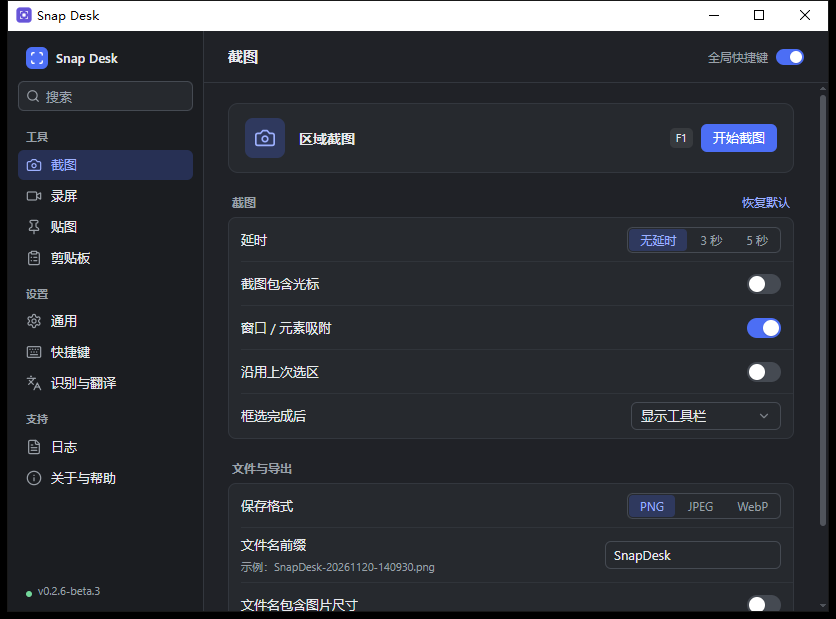 Snap Desk
Snap Desk
搜索
工具
截图
录屏
贴图
剪贴板
设置
通用
快捷键
识别与翻译
支持
日志
关于与帮助
v0.2.6-beta.3
截图
全局快捷键
区域截图
F1
开始截图
截图
恢复默认
延时
无延时 3 秒 5 秒
截图包含光标
窗口 / 元素吸附
沿用上次选区
框选完成后
显示工具栏
文件与导出
保存格式
PNG JPEG WebP
文件名前缀
示例：SnapDesk-20261120-140930.png
SnapDesk
文件名包含图片尺寸